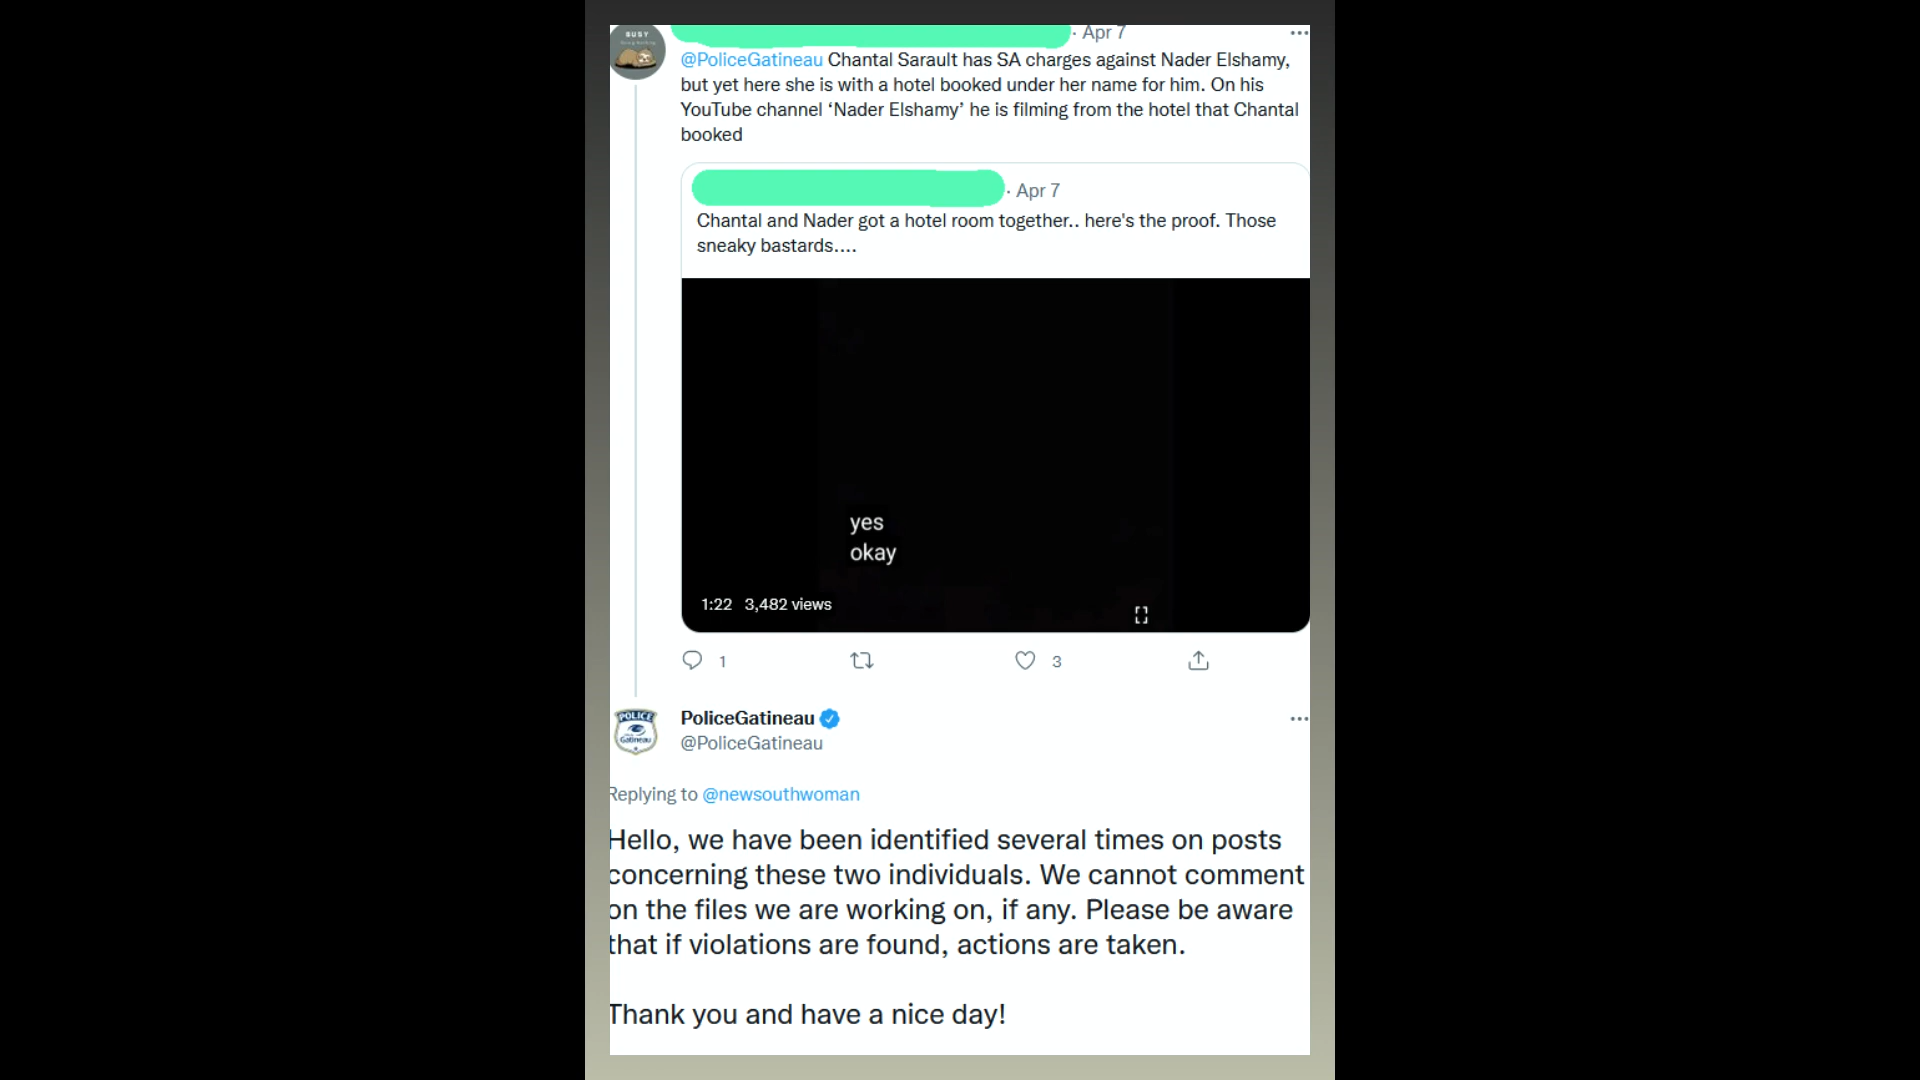 BUSY
· Apr 7
@PoliceGatineau Chantal Sarault has SA charges against Nader Elshamy,
but yet here she is with a hotel booked under her name for him. On his
YouTube channel ‘Nader Elshamy’ he is filming from the hotel that Chantal
booked
· Apr 7
Chantal and Nader got a hotel room together.. here's the proof. Those
sneaky bastards....
yes
okay
1:22 3,482 views
1 3
POLICE
Gatineau
PoliceGatineau
@PoliceGatineau
Replying to @newsouthwoman
Hello, we have been identified several times on posts
concerning these two individuals. We cannot comment
on the files we are working on, if any. Please be aware
that if violations are found, actions are taken.
Thank you and have a nice day!